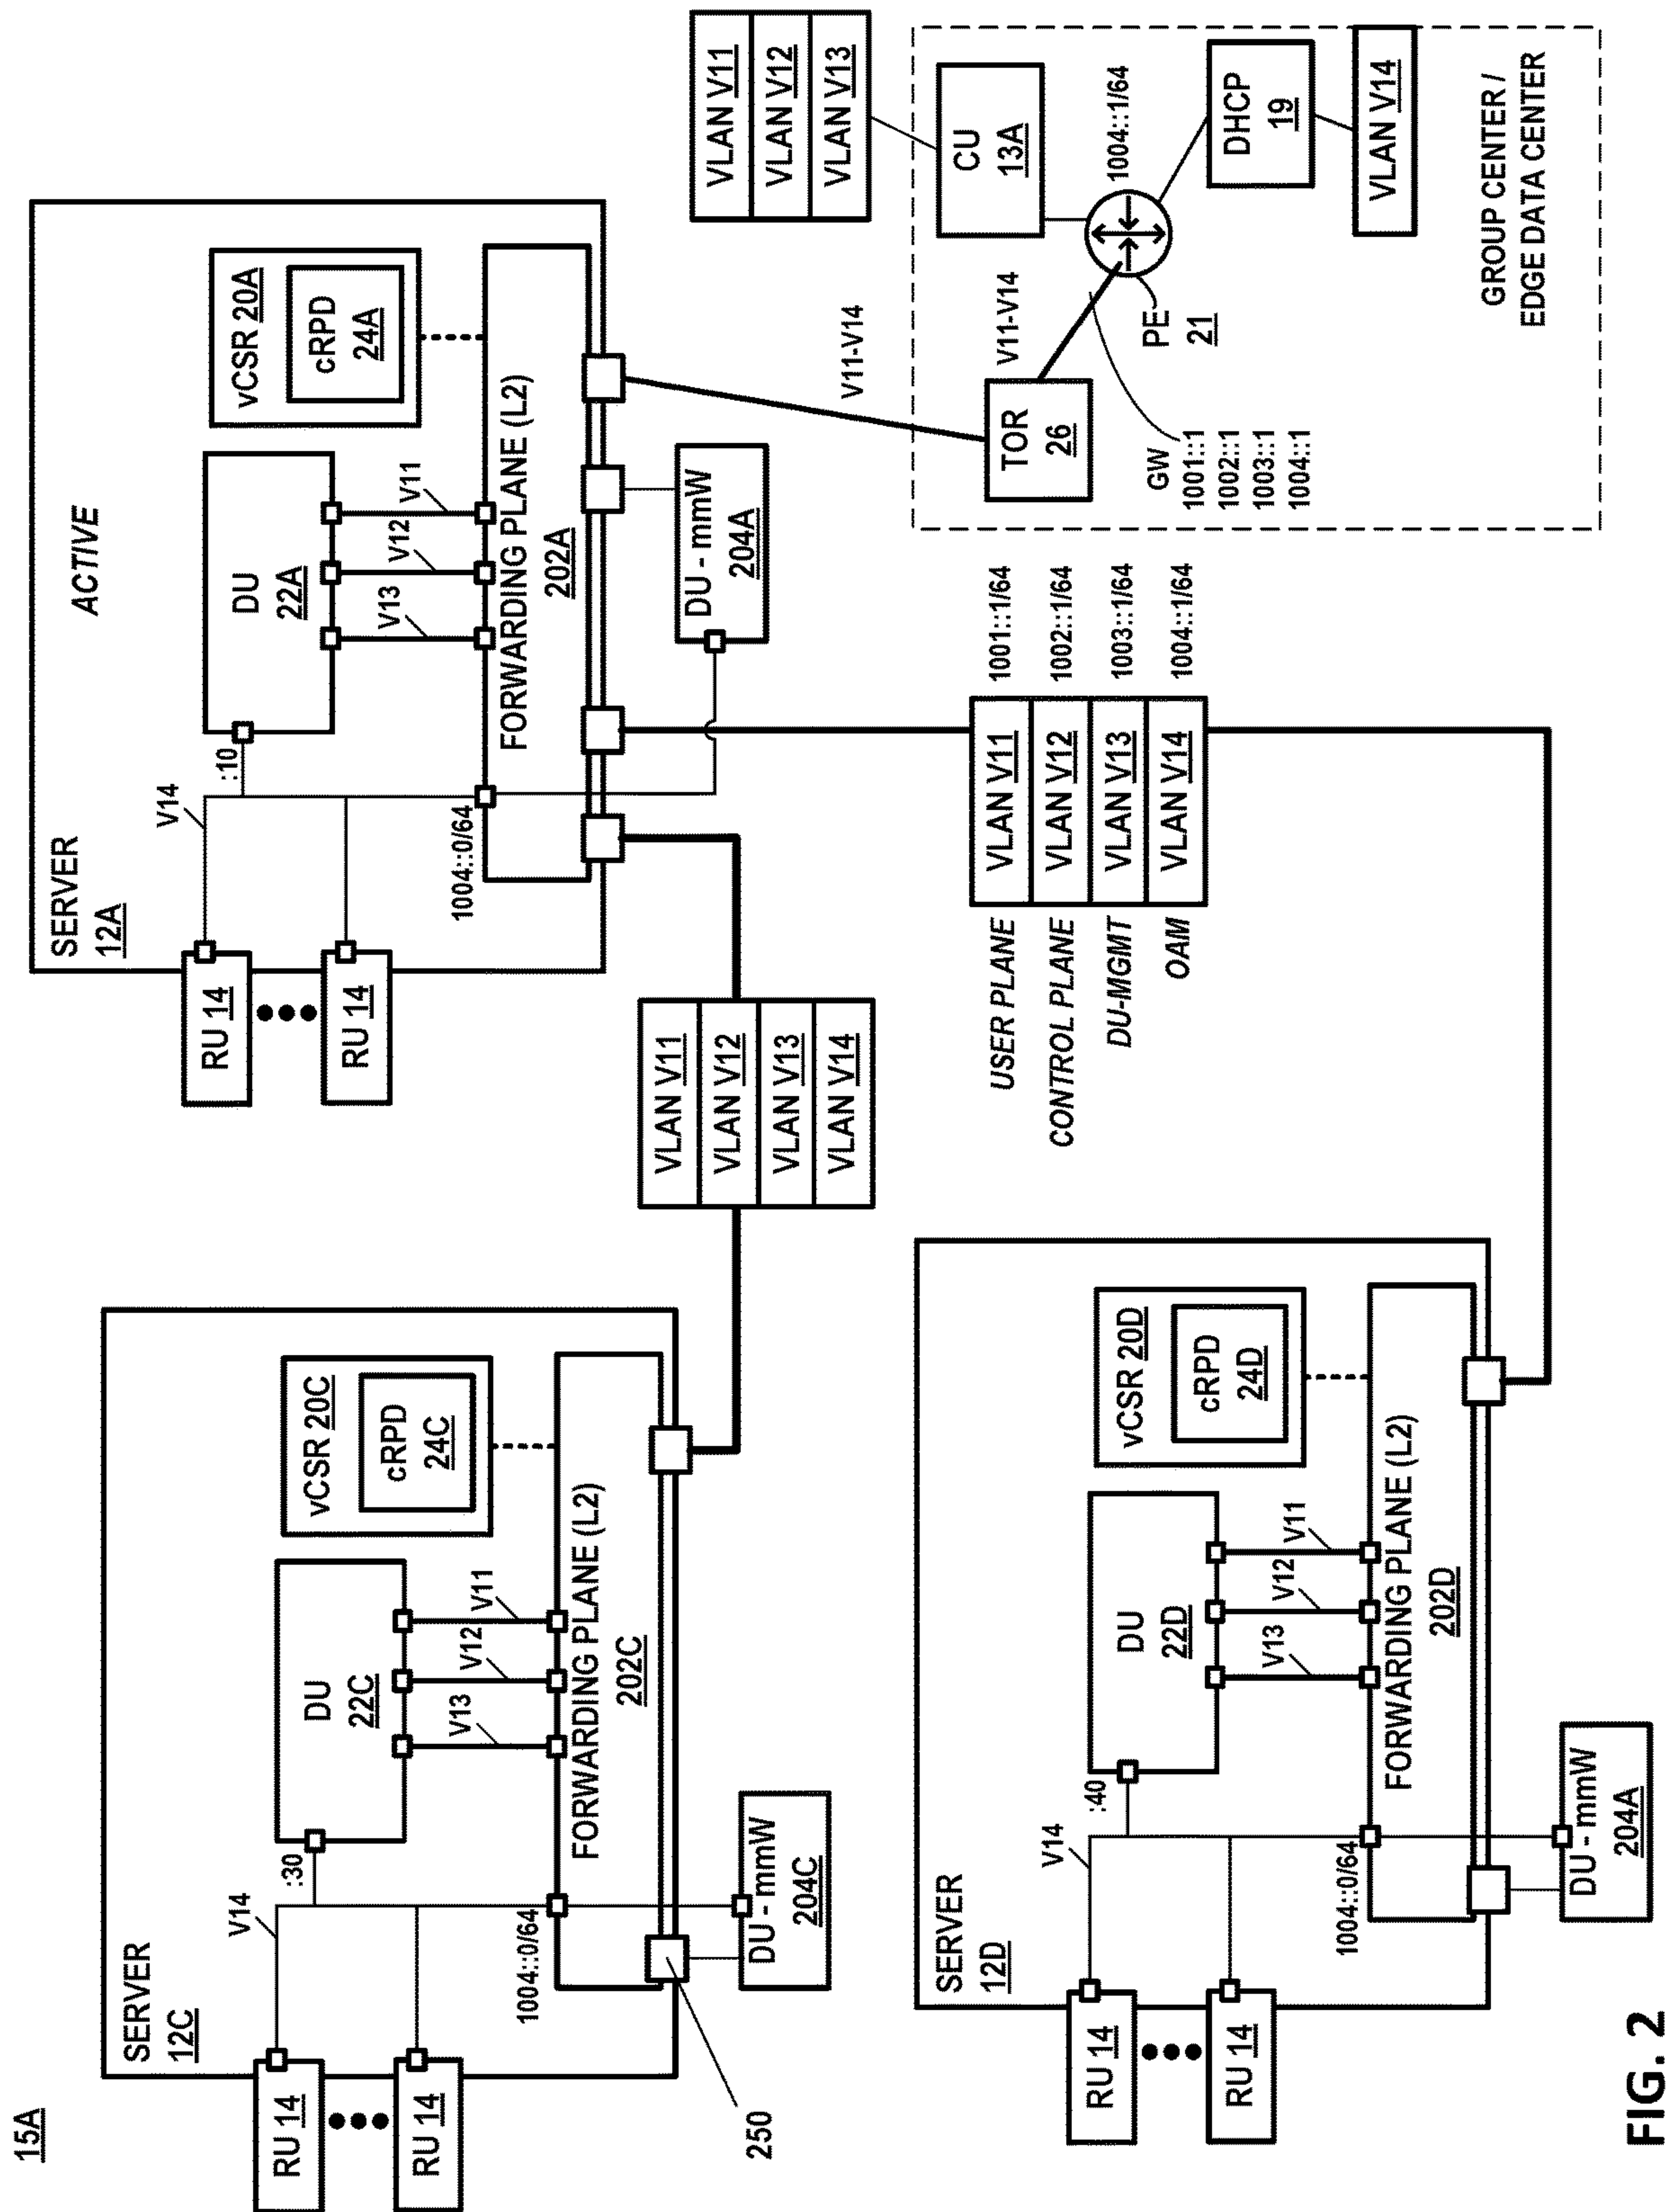 15A
SERVER
12C
RU 14
RU 14
V14
:30
DU
22C
V13
V12
V11
vCSR 20C
cRPD
24C
1004::0/64
FORWARDING PLANE (L2)
202C
250
DU - mmW
204C
VLAN V11
VLAN V12
VLAN V13
VLAN V14
SERVER
12A
ACTIVE
RU 14
RU 14
V14
:10
DU
22A
V13
V12
V11
vCSR 20A
cRPD
24A
1004::0/64
FORWARDING PLANE (L2)
202A
DU - mmW
204A
V11-V14
SERVER
12D
RU 14
RU 14
V14
:40
DU
22D
V13
V12
V11
vCSR 20D
cRPD
24D
1004::0/64
FORWARDING PLANE (L2)
202D
DU - mmW
204A
USER PLANE VLAN V11 1001::1/64
CONTROL PLANE VLAN V12 1002::1/64
DU-MGMT VLAN V13 1003::1/64
OAM VLAN V14 1004::1/64
VLAN V11
VLAN V12
VLAN V13
TOR
26
V11-V14
CU
13A
1004::1/64
PE
21
DHCP
19
VLAN V14
GW
1001::1
1002::1
1003::1
1004::1
GROUP CENTER /
EDGE DATA CENTER
FIG. 2